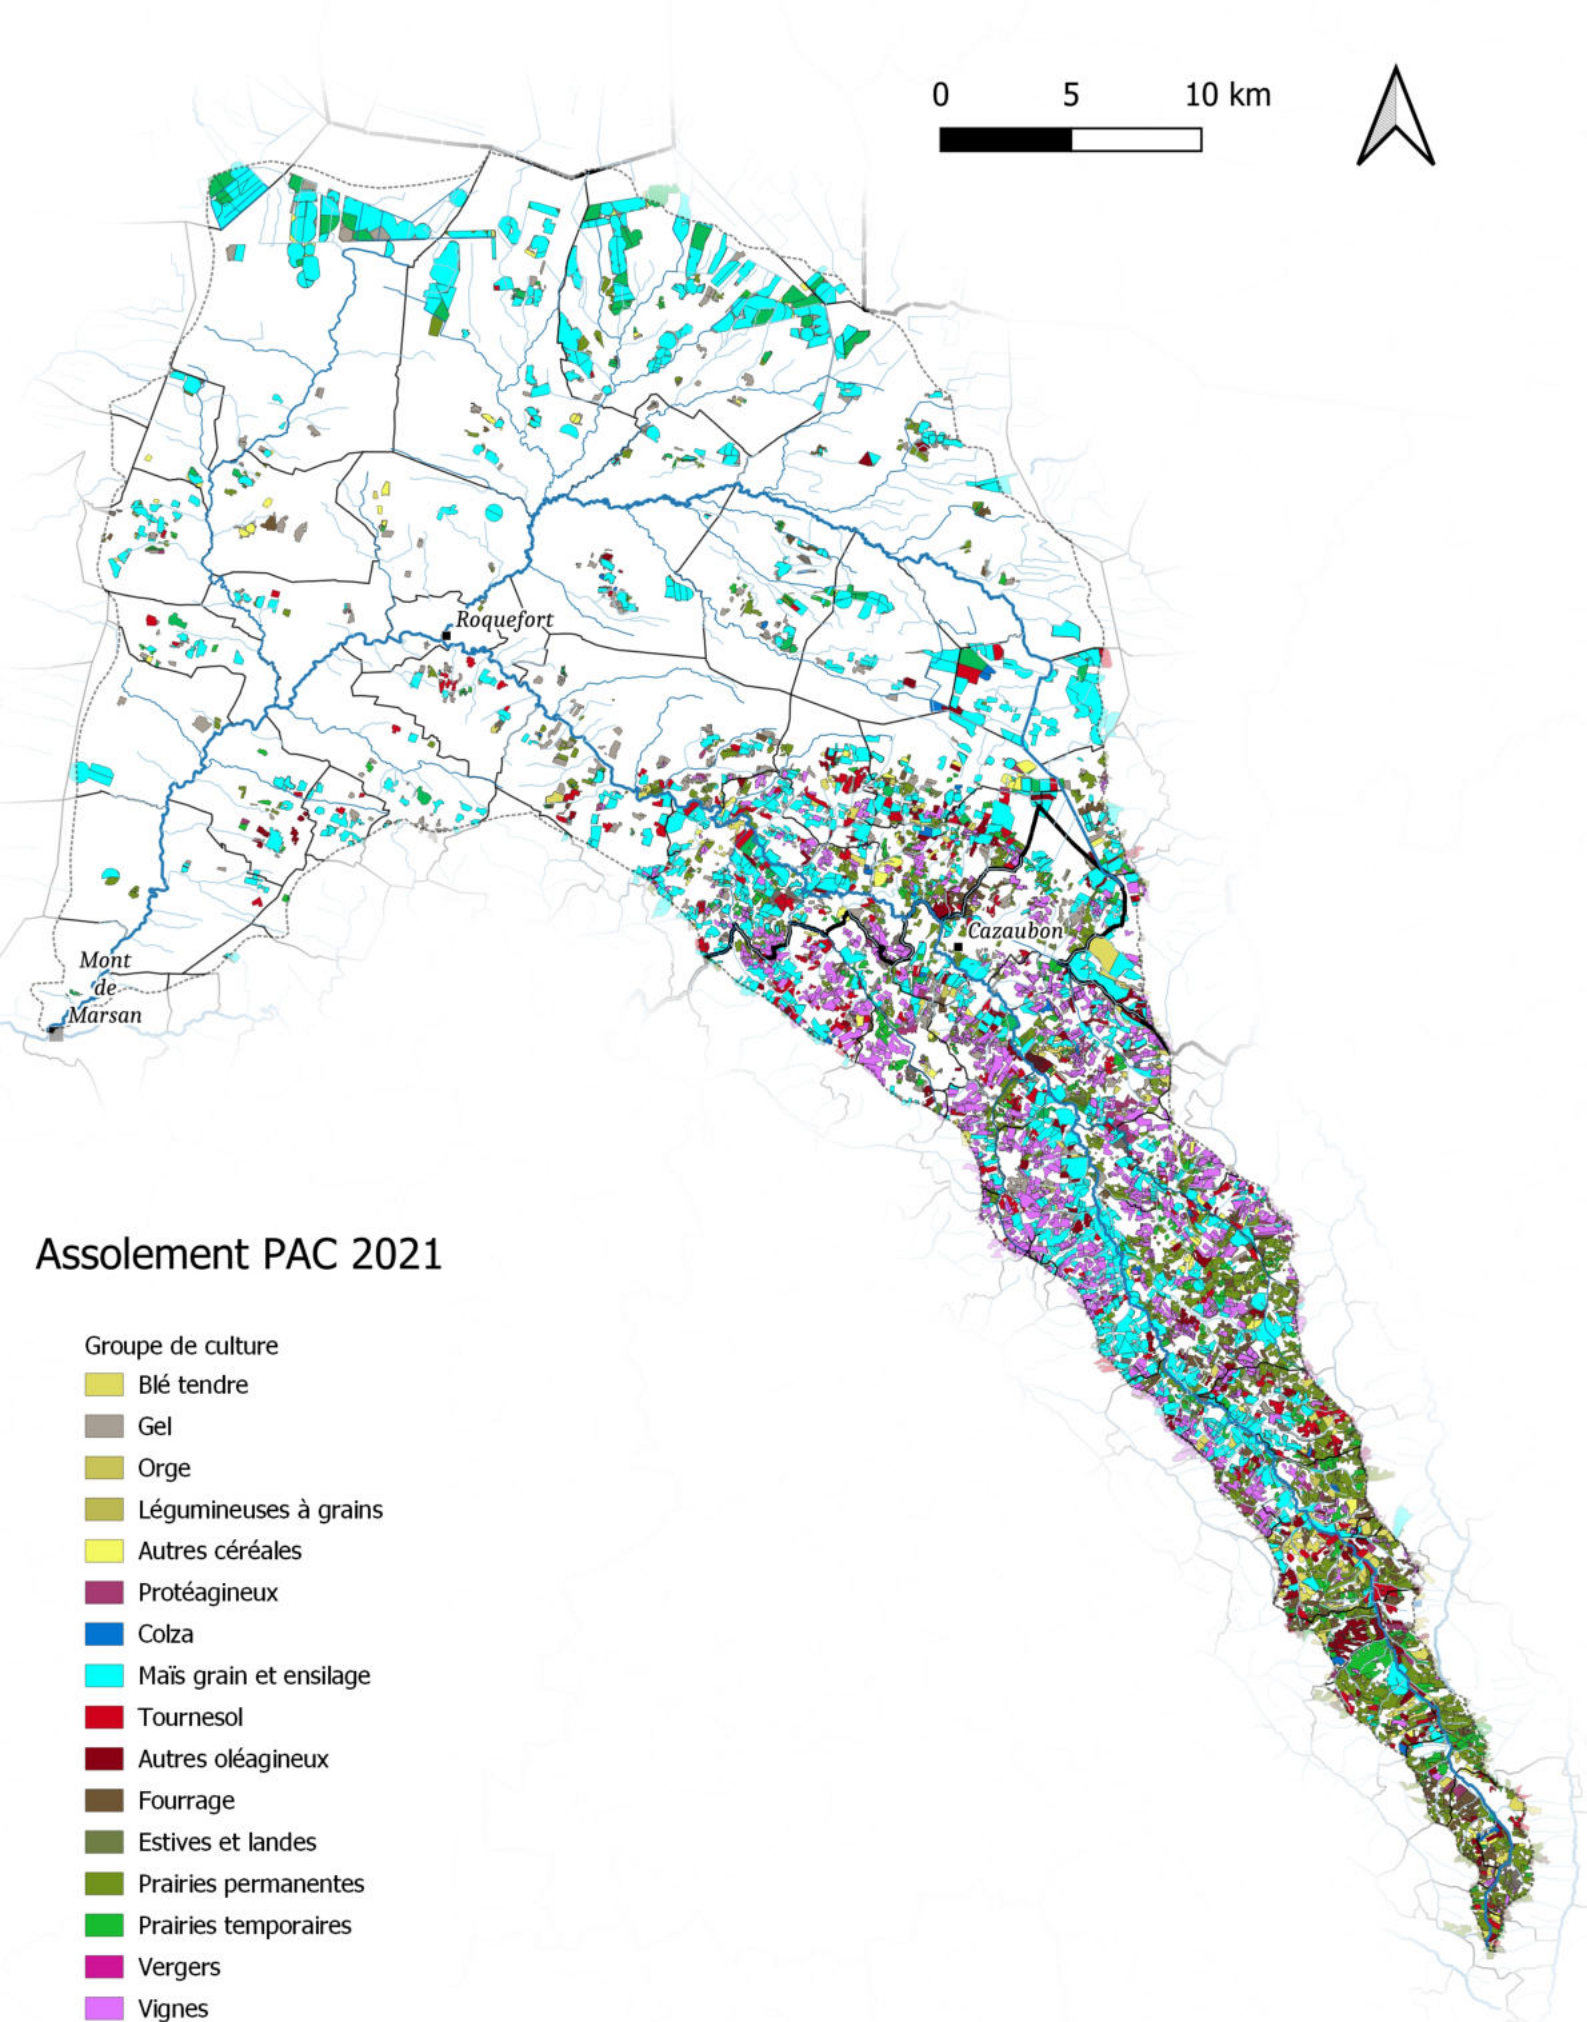 0 5 10 km
Roquefort
Cazaubon
Mont
de
Marsan
Assolement PAC 2021
Groupe de culture
Blé tendre
Gel
Orge
Légumineuses à grains
Autres céréales
Protéagineux
Colza
Maïs grain et ensilage
Tournesol
Autres oléagineux
Fourrage
Estives et landes
Prairies permanentes
Prairies temporaires
Vergers
Vignes